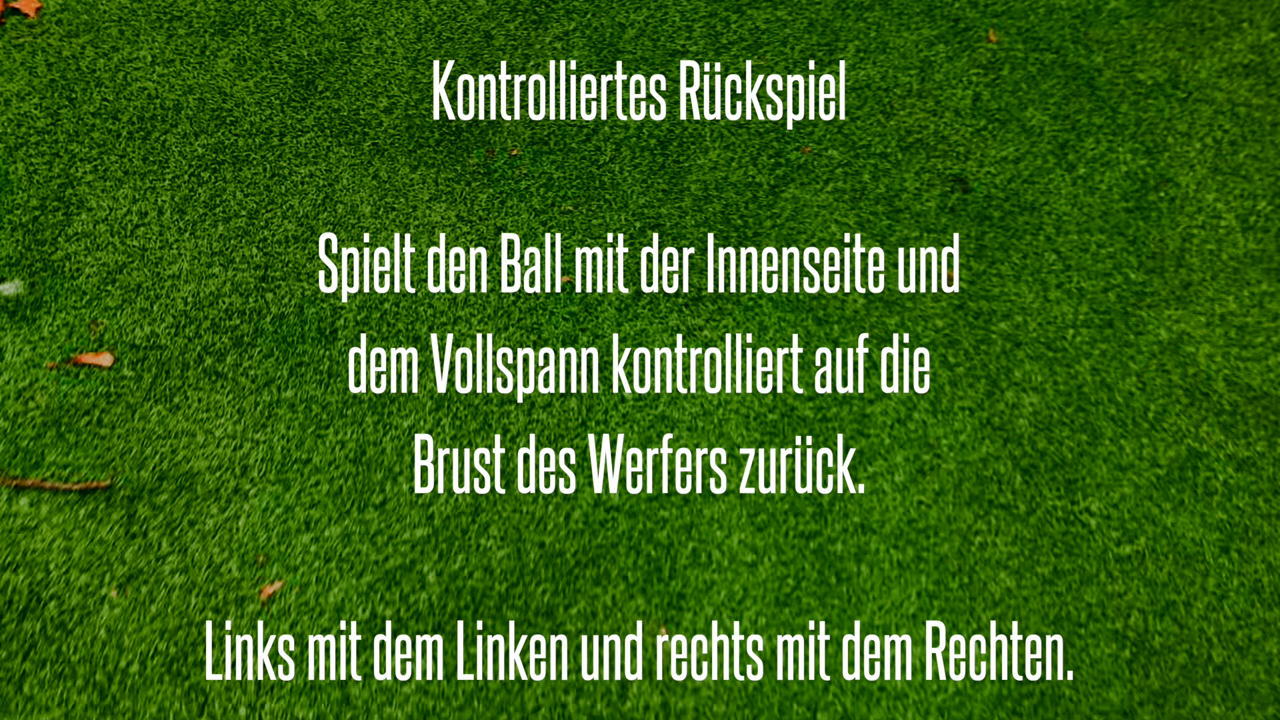 Kontrolliertes Rückspiel
Spielt den Ball mit der Innenseite und
dem Vollspann kontrolliert auf die
Brust des Werfers zurück.
Links mit dem Linken und rechts mit dem Rechten.